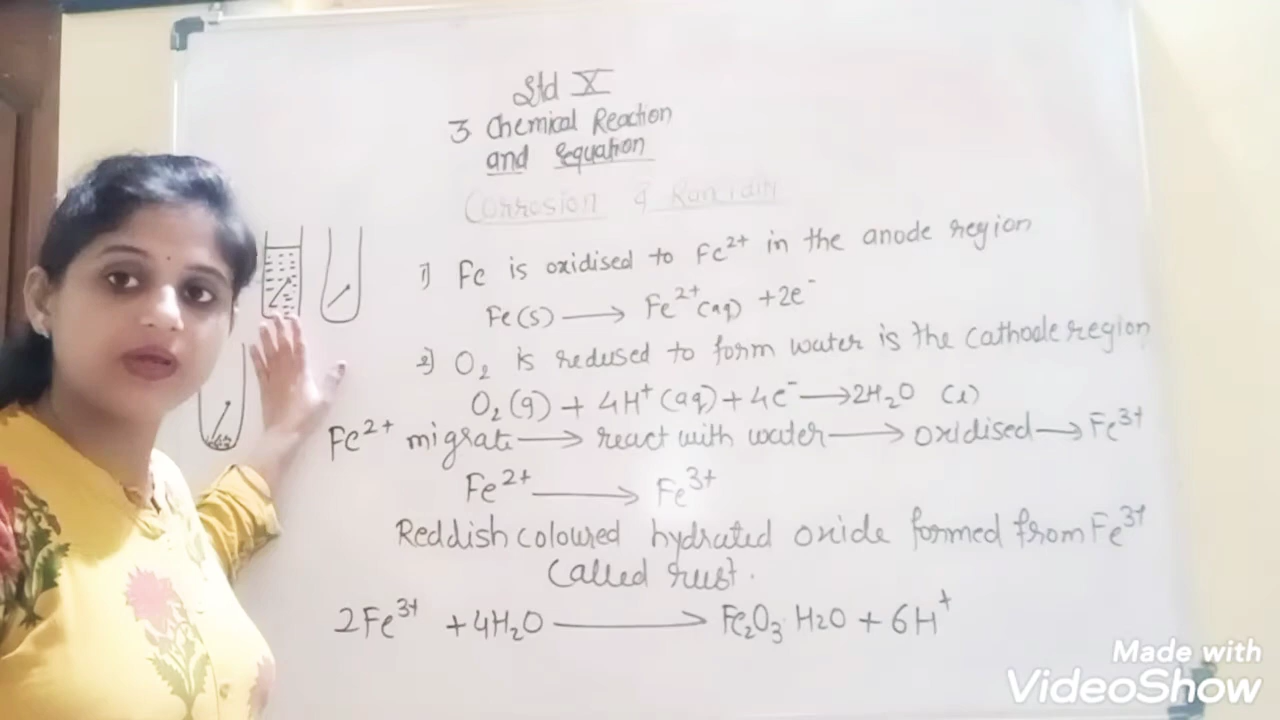 Std X
3 Chemical Reaction
and Equation
Corrosion & Rancidity
1) Fe is oxidised to Fe²⁺ in the anode region
Fe(s) → Fe²⁺(aq) +2e⁻
2) O₂ is redused to form water is the cathode region
O₂(g) + 4H⁺(aq) + 4e⁻ → 2H₂O (l)
Fe²⁺ migrate → react with water → oxidised → Fe³⁺
Fe²⁺ → Fe³⁺
Reddish coloured hydrated oxide formed from Fe³⁺
Called rust.
2Fe³⁺ + 4H₂O → Fe₂O₃ H2O + 6H⁺
Made with
VideoShow